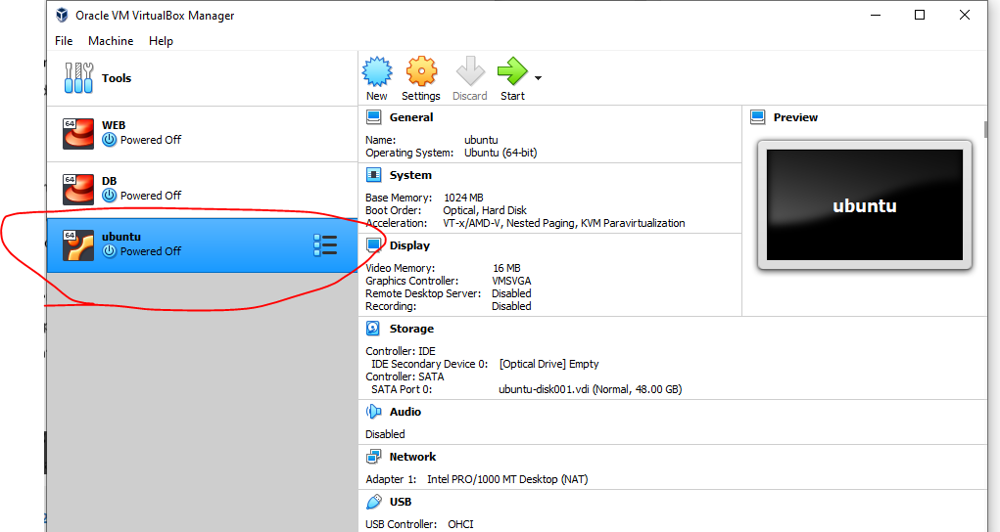 Oracle VM VirtualBox Manager
File Machine Help
Tools
New Settings Discard Start
64
WEB
Powered Off
64
DB
Powered Off
64
ubuntu
Powered Off
General
Name: ubuntu
Operating System: Ubuntu (64-bit)
System
Base Memory: 1024 MB
Boot Order: Optical, Hard Disk
Acceleration: VT-x/AMD-V, Nested Paging, KVM Paravirtualization
Display
Video Memory: 16 MB
Graphics Controller: VMSVGA
Remote Desktop Server: Disabled
Recording: Disabled
Storage
Controller: IDE
IDE Secondary Device 0: [Optical Drive] Empty
Controller: SATA
SATA Port 0: ubuntu-disk001.vdi (Normal, 48.00 GB)
Audio
Disabled
Network
Adapter 1: Intel PRO/1000 MT Desktop (NAT)
USB
USB Controller: OHCI
Preview
ubuntu